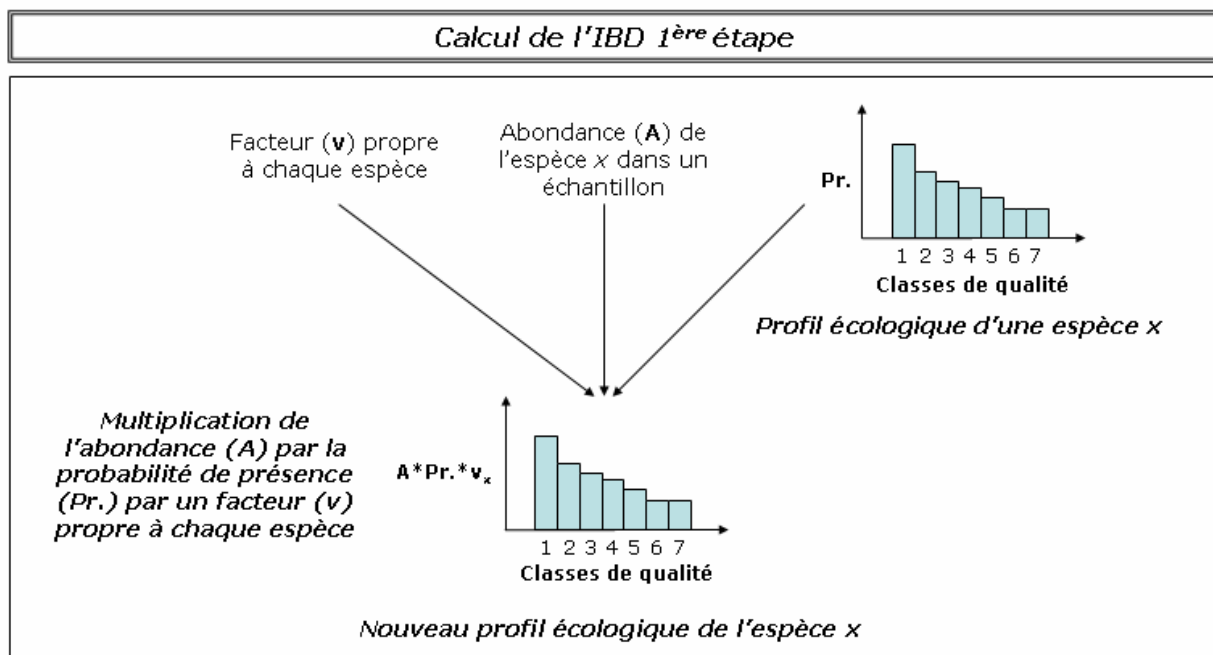 Calcul de l'IBD 1ère étape
Facteur (v) propre
à chaque espèce
Abondance (A) de
l'espèce x dans un
échantillon
Pr.
1 2 3 4 5 6 7
Classes de qualité
Profil écologique d'une espèce x
Multiplication de
l'abondance (A) par la
probabilité de présence
(Pr.) par un facteur (v)
propre à chaque espèce
A*Pr.*vx
1 2 3 4 5 6 7
Classes de qualité
Nouveau profil écologique de l'espèce x